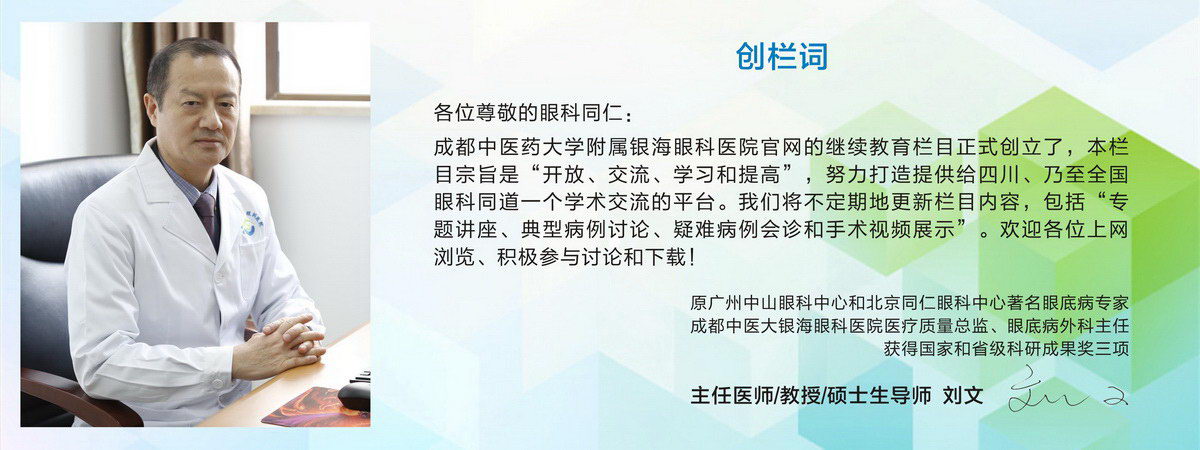 创栏词
各位尊敬的眼科同仁：
成都中医药大学附属银海眼科医院官网的继续教育栏目正式创立了，本栏
目宗旨是“开放、交流、学习和提高”，努力打造提供给四川、乃至全国
眼科同道一个学术交流的平台。我们将不定期地更新栏目内容，包括“专
题讲座、典型病例讨论、疑难病例会诊和手术视频展示”。欢迎各位上网
浏览、积极参与讨论和下载！
原广州中山眼科中心和北京同仁眼科中心著名眼底病专家
成都中医大银海眼科医院医疗质量总监、眼底病外科主任
获得国家和省级科研成果奖三项
主任医师/教授/硕士生导师 刘文